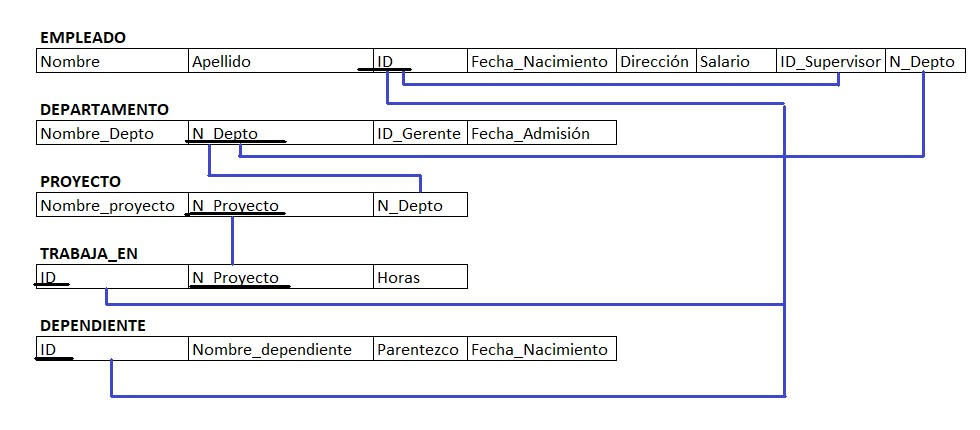 EMPLEADO
Nombre Apellido ID Fecha_Nacimiento Dirección Salario ID_Supervisor N_Depto
DEPARTAMENTO
Nombre_Depto N_Depto ID_Gerente Fecha_Admisión
PROYECTO
Nombre_proyecto N_Proyecto N_Depto
TRABAJA_EN
ID N_Proyecto Horas
DEPENDIENTE
ID Nombre_dependiente Parentezco Fecha_Nacimiento